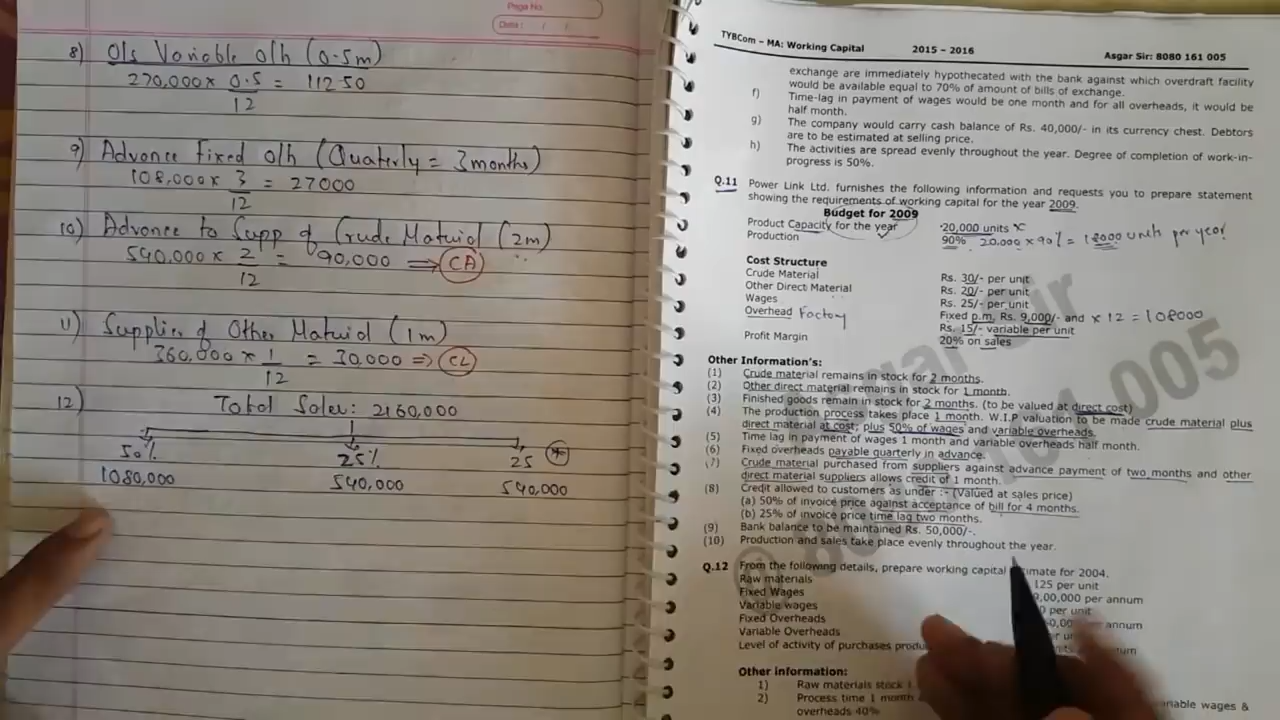 Page No.
Date : / /
8) O/s Variable o/h (0.5m)
270,000 x 0.5 = 11250
12
9) Advance Fixed o/h (Quaterly = 3months)
108,000 x 3 = 27000
12
10) Advance to Supp of Crude Material (2m)
540,000 x 2 = 90,000 ⇒ CA
12
11) Supplier of Other Material (1m)
360,000 x 1 = 30,000 ⇒ CL
12
12) Total Sales: 2160,000
50% 25% 25
1080,000 540,000 540,000
TYBCom – MA: Working Capital 2015 – 2016 Asgar Sir: 8080 161 005
exchange are immediately hypothecated with the bank against which overdraft facility
would be available equal to 70% of amount of bills of exchange.
f) Time-lag in payment of wages would be one month and for all overheads, it would be
half month.
g) The company would carry cash balance of Rs. 40,000/- in its currency chest. Debtors
are to be estimated at selling price.
h) The activities are spread evenly throughout the year. Degree of completion of work-in-
progress is 50%.
Q.11 Power Link Ltd. furnishes the following information and requests you to prepare statement
showing the requirements of working capital for the year 2009.
Budget for 2009
Product Capacity for the year 20,000 units x
Production 90% 20,000 x 90% = 18000 units per year
Cost Structure
Crude Material Rs. 30/- per unit
Other Direct Material Rs. 20/- per unit
Wages Rs. 25/- per unit
Overhead Factory Fixed p.m. Rs. 9,000/- and x 12 = 108000
Rs. 15/- variable per unit
Profit Margin 20% on sales
Other Information's:
(1) Crude material remains in stock for 2 months.
(2) Other direct material remains in stock for 1 month.
(3) Finished goods remain in stock for 2 months. (to be valued at direct cost)
(4) The production process takes place 1 month. W.I.P valuation to be made crude material plus
direct material at cost; plus 50% of wages and variable overheads.
(5) Time lag in payment of wages 1 month and variable overheads half month.
(6) Fixed overheads payable quarterly in advance.
(7) Crude material purchased from suppliers against advance payment of two months and other
direct material suppliers allows credit of 1 month.
(8) Credit allowed to customers as under :- (Valued at sales price)
(a) 50% of invoice price against acceptance of bill for 4 months.
(b) 25% of invoice price time lag two months.
(9) Bank balance to be maintained Rs. 50,000/-.
(10) Production and sales take place evenly throughout the year.
Q.12 From the following details, prepare working capital estimate for 2004.
Raw materials 125 per unit
Fixed Wages 9,00,000 per annum
Variable wages per unit
Fixed Overheads per annum
Variable Overheads
Level of activity of purchases
Other information:
1) Raw materials stock
2) Process time 1 month variable wages &
overheads 40%